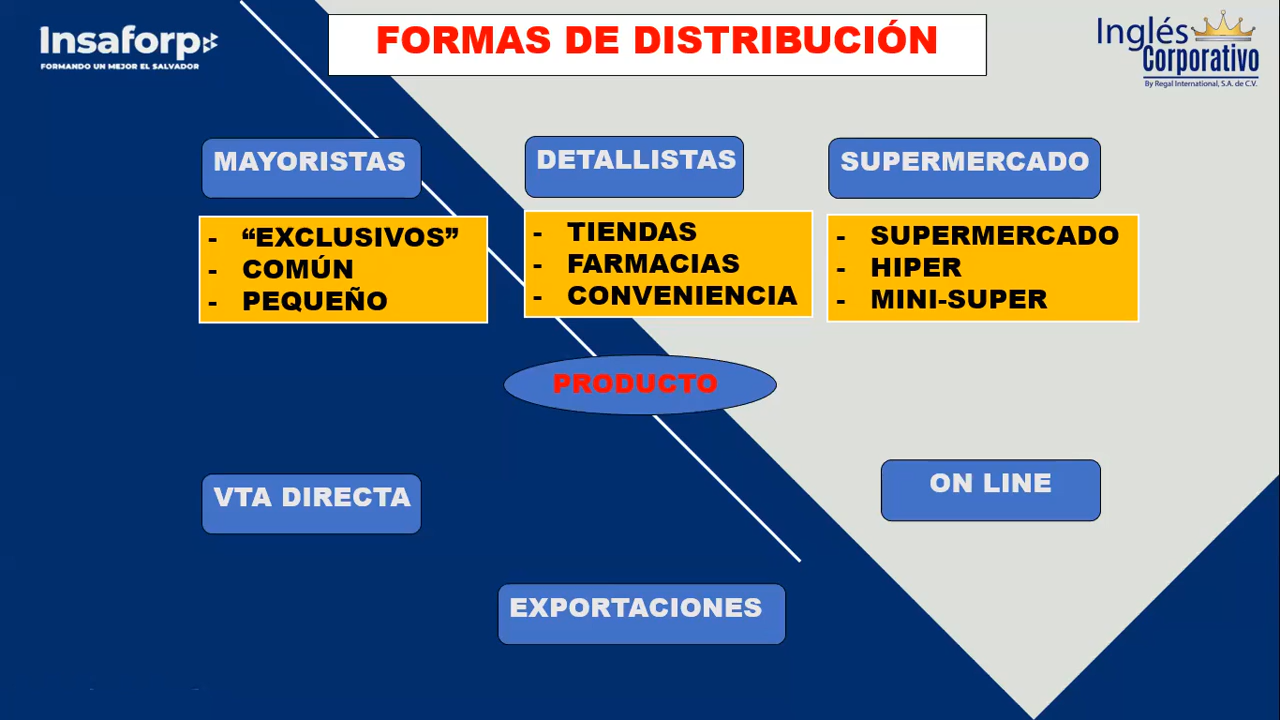 Insaforp
FORMANDO UN MEJOR EL SALVADOR
FORMAS DE DISTRIBUCIÓN
Inglés
Corporativo
By Regal International, S.A. de C.V.
MAYORISTAS
- “EXCLUSIVOS”
- COMÚN
- PEQUEÑO
DETALLISTAS
- TIENDAS
- FARMACIAS
- CONVENIENCIA
SUPERMERCADO
- SUPERMERCADO
- HIPER
- MINI-SUPER
PRODUCTO
VTA DIRECTA
ON LINE
EXPORTACIONES